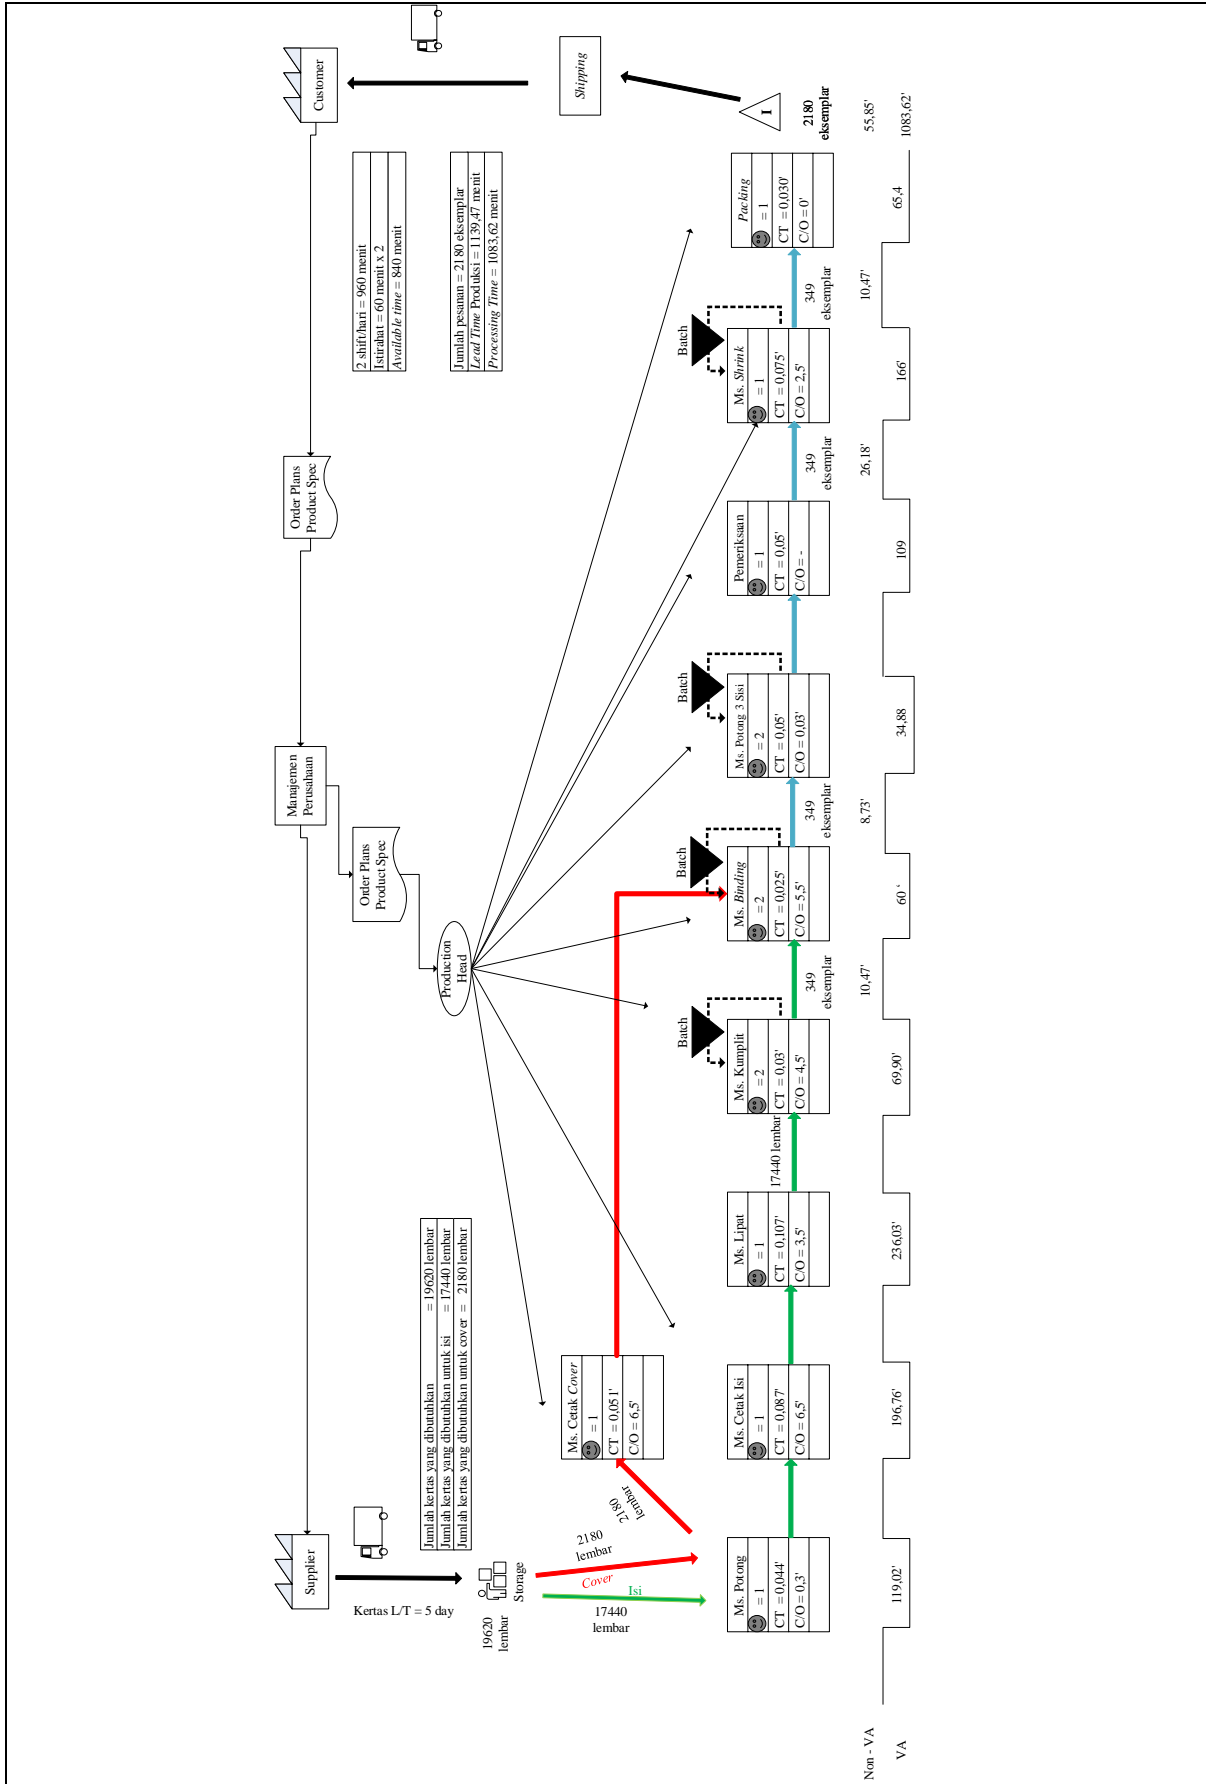 Supplier
Manajemen
Perusahaan
Order Plans
Product Spec
Customer
Kertas L/T = 5 day
Order Plans
Product Spec
2 shift/hari = 960 menit
Istirahat = 60 menit x 2
Available time = 840 menit
Jumlah kertas yang dibutuhkan = 19620 lembar
Jumlah kertas yang dibutuhkan untuk isi = 17440 lembar
Jumlah kertas yang dibutuhkan untuk cover = 2180 lembar
Production
Head
Jumlah pesanan = 2180 eksemplar
Lead Time Produksi = 1139,47 menit
Processing Time = 1083,62 menit
19620
lembar
Storage
Shipping
2180
lembar
Cover
Isi
17440
lembar
2180
lembar
Ms. Cetak Cover
= 1
CT = 0,051'
C/O = 6,5'
Batch
Batch
Batch
Batch
Ms. Potong
= 1
CT = 0,044'
C/O = 0,3'
Ms. Cetak Isi
= 1
CT = 0,087'
C/O = 6,5'
Ms. Lipat
= 1
CT = 0,107'
C/O = 3,5'
17440 lembar
Ms. Kumplit
= 2
CT = 0,03'
C/O = 4,5'
349
eksemplar
Ms. Binding
= 2
CT = 0,025'
C/O = 5,5'
349
eksemplar
Ms. Potong 3 Sisi
= 2
CT = 0,05'
C/O = 0,03'
Pemeriksaan
= 1
CT = 0,05'
C/O = -
349
eksemplar
Ms. Shrink
= 1
CT = 0,075'
C/O = 2,5'
349
eksemplar
Packing
= 1
CT = 0,030'
C/O = 0'
I
2180
eksemplar
Non - VA
10,47'
8,73'
26,18'
10,47'
55,85'
VA
119,02'
196,76'
236,03'
69,90'
60 '
34,88
109
166'
65,4
1083,62'